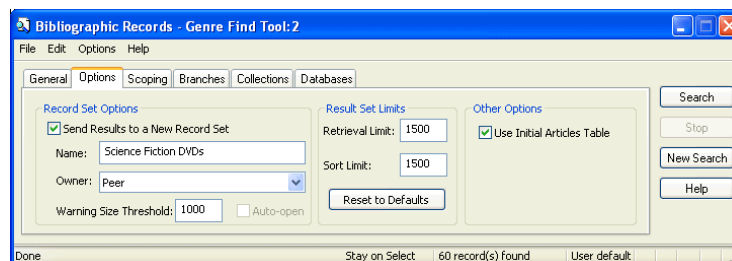 Bibliographic Records - Genre Find Tool:2
File Edit Options Help
General Options Scoping Branches Collections Databases
Record Set Options
Send Results to a New Record Set
Name: Science Fiction DVDs
Owner: Peer
Warning Size Threshold: 1000 Auto-open
Result Set Limits
Retrieval Limit: 1500
Sort Limit: 1500
Reset to Defaults
Other Options
Use Initial Articles Table
Search
Stop
New Search
Help
Done Stay on Select 60 record(s) found User default